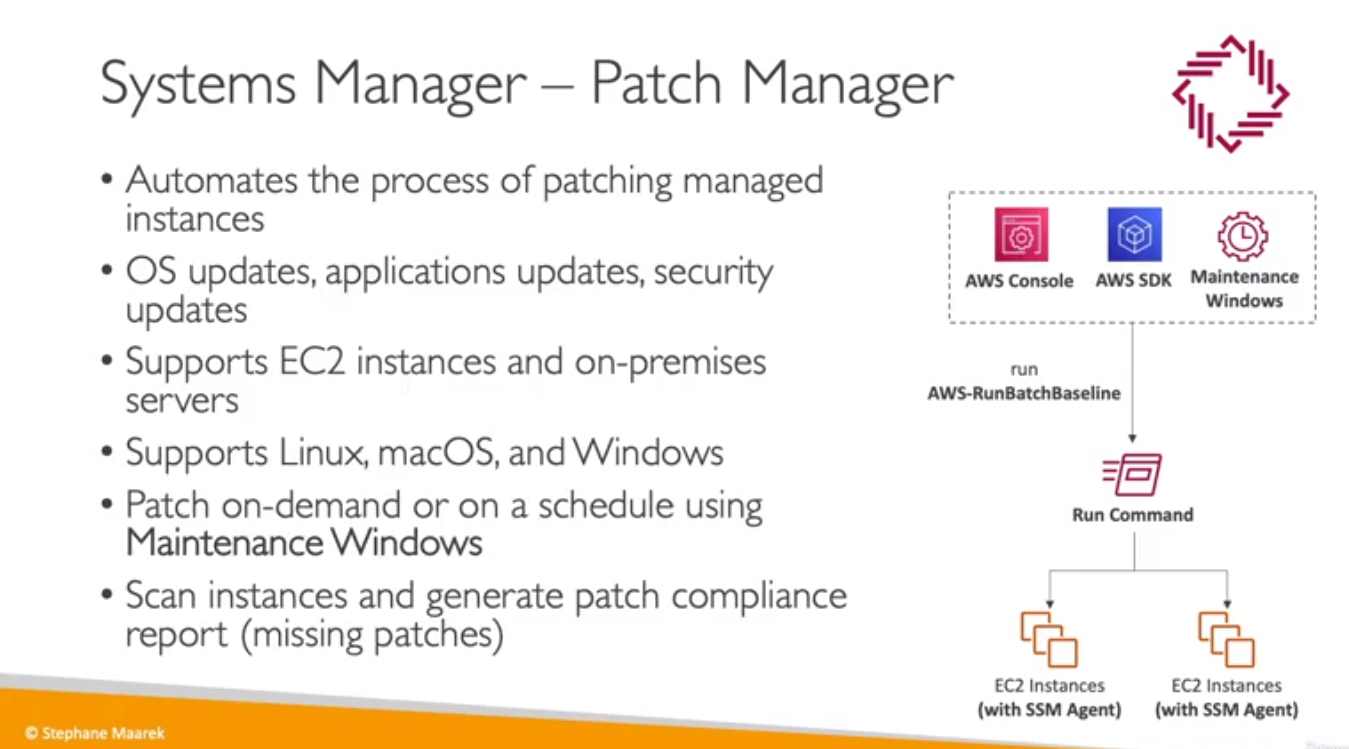 Systems Manager – Patch Manager
• Automates the process of patching managed
instances
• OS updates, applications updates, security
updates
• Supports EC2 instances and on-premises
servers
• Supports Linux, macOS, and Windows
• Patch on-demand or on a schedule using
Maintenance Windows
• Scan instances and generate patch compliance
report (missing patches)
AWS Console
AWS SDK
Maintenance
Windows
run
AWS-RunBatchBaseline
Run Command
EC2 Instances
(with SSM Agent)
EC2 Instances
(with SSM Agent)
© Stephane Maarek